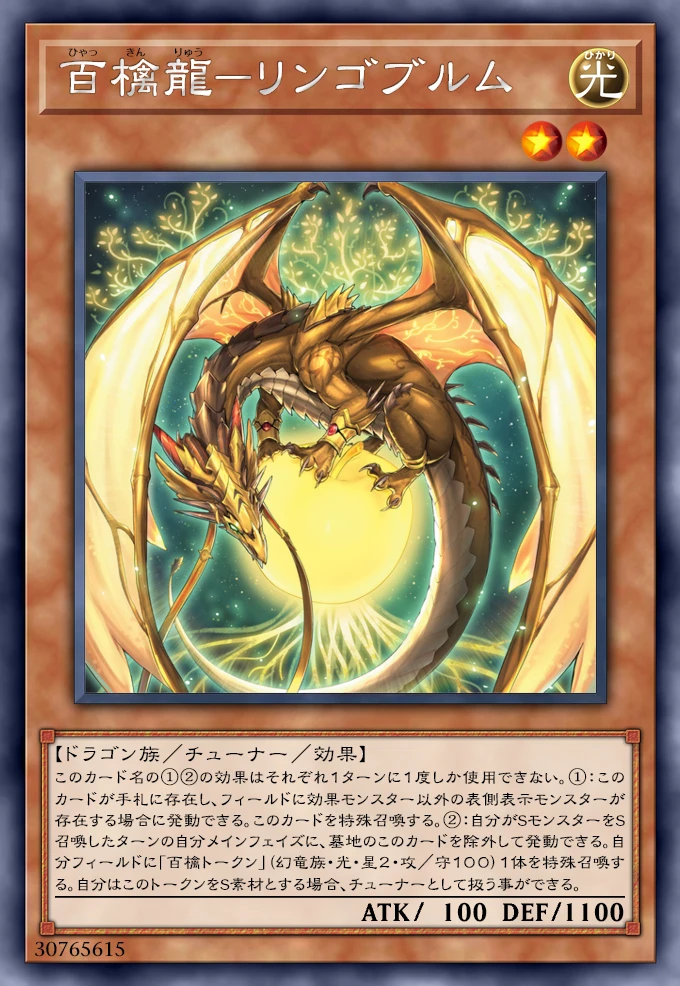 ひゃっ きん りゅう
百檎龍－リンゴブルム
ひかり
光
【ドラゴン族／チューナー／効果】
このカード名の①②の効果はそれぞれ１ターンに１度しか使用できない。①：この
カードが手札に存在し、フィールドに効果モンスター以外の表側表示モンスターが
存在する場合に発動できる。このカードを特殊召喚する。②：自分がSモンスターをS
召喚したターンの自分メインフェイズに、墓地のこのカードを除外して発動できる。自
分フィールドに「百檎トークン」（幻竜族・光・星２・攻／守１００）１体を特殊召喚す
る。自分はこのトークンをS素材とする場合、チューナーとして扱う事ができる。
ATK/ 100 DEF/1100
30765615